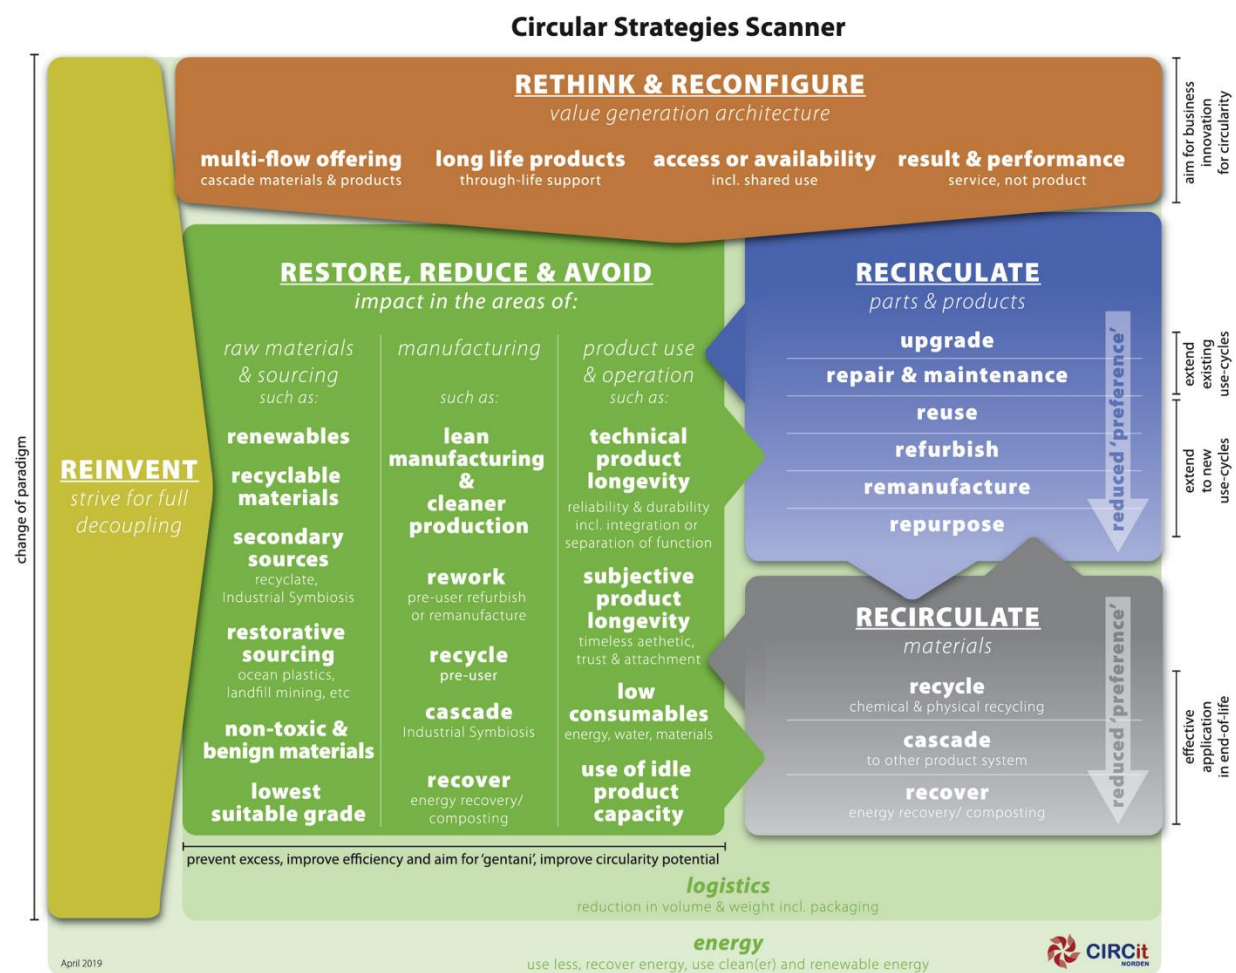 Circular Strategies Scanner
change of paradigm
REINVENT
strive for full
decoupling
RETHINK & RECONFIGURE
value generation architecture
multi-flow offering
cascade materials & products
long life products
through-life support
access or availability
incl. shared use
result & performance
service, not product
aim for business
innovation
for circularity
RESTORE, REDUCE & AVOID
impact in the areas of:
raw materials
& sourcing
such as:
renewables
recyclable
materials
secondary
sources
recyclate,
Industrial Symbiosis
restorative
sourcing
ocean plastics,
landfill mining, etc
non-toxic &
benign materials
lowest
suitable grade
manufacturing
such as:
lean
manufacturing
&
cleaner
production
rework
pre-user refurbish
or remanufacture
recycle
pre-user
cascade
Industrial Symbiosis
recover
energy recovery/
composting
product use
& operation
such as:
technical
product
longevity
reliability & durability
incl. integration or
separation of function
subjective
product
longevity
timeless aethetic,
trust & attachment
low
consumables
energy, water, materials
use of idle
product
capacity
prevent excess, improve efficiency and aim for 'gentani', improve circularity potential
RECIRCULATE
parts & products
upgrade
repair & maintenance
reuse
refurbish
remanufacture
repurpose
reduced 'preference'
extend
existing
use-cycles
extend
to new
use-cycles
RECIRCULATE
materials
recycle
chemical & physical recycling
cascade
to other product system
recover
energy recovery/ composting
reduced 'preference'
effective
application
in end-of-life
logistics
reduction in volume & weight incl. packaging
energy
use less, recover energy, use clean(er) and renewable energy
April 2019
CIRCit
NORDEN